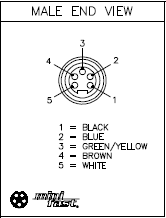 MALE END VIEW
3
4
2
5
1
1 = BLACK
2 = BLUE
3 = GREEN/YELLOW
4 = BROWN
5 = WHITE
mini
fast.